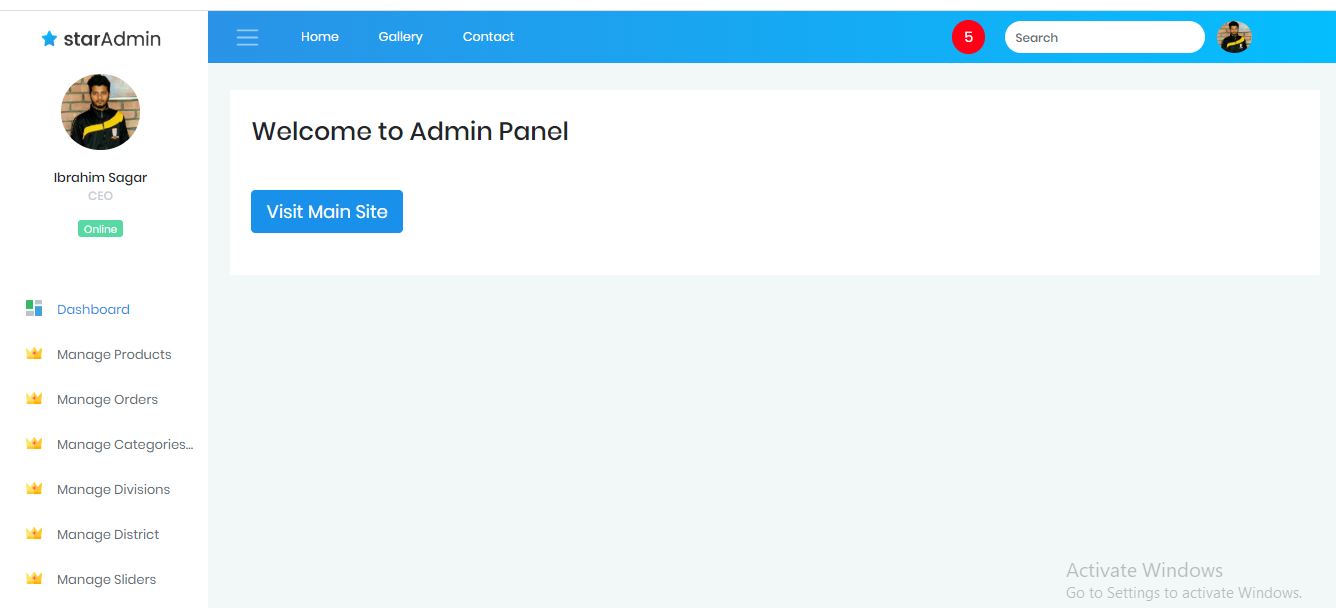 starAdmin
Home Gallery Contact 5 Search
Ibrahim Sagar
CEO
Online
Dashboard
Manage Products
Manage Orders
Manage Categories...
Manage Divisions
Manage District
Manage Sliders
Welcome to Admin Panel
Visit Main Site
Activate Windows
Go to Settings to activate Windows.